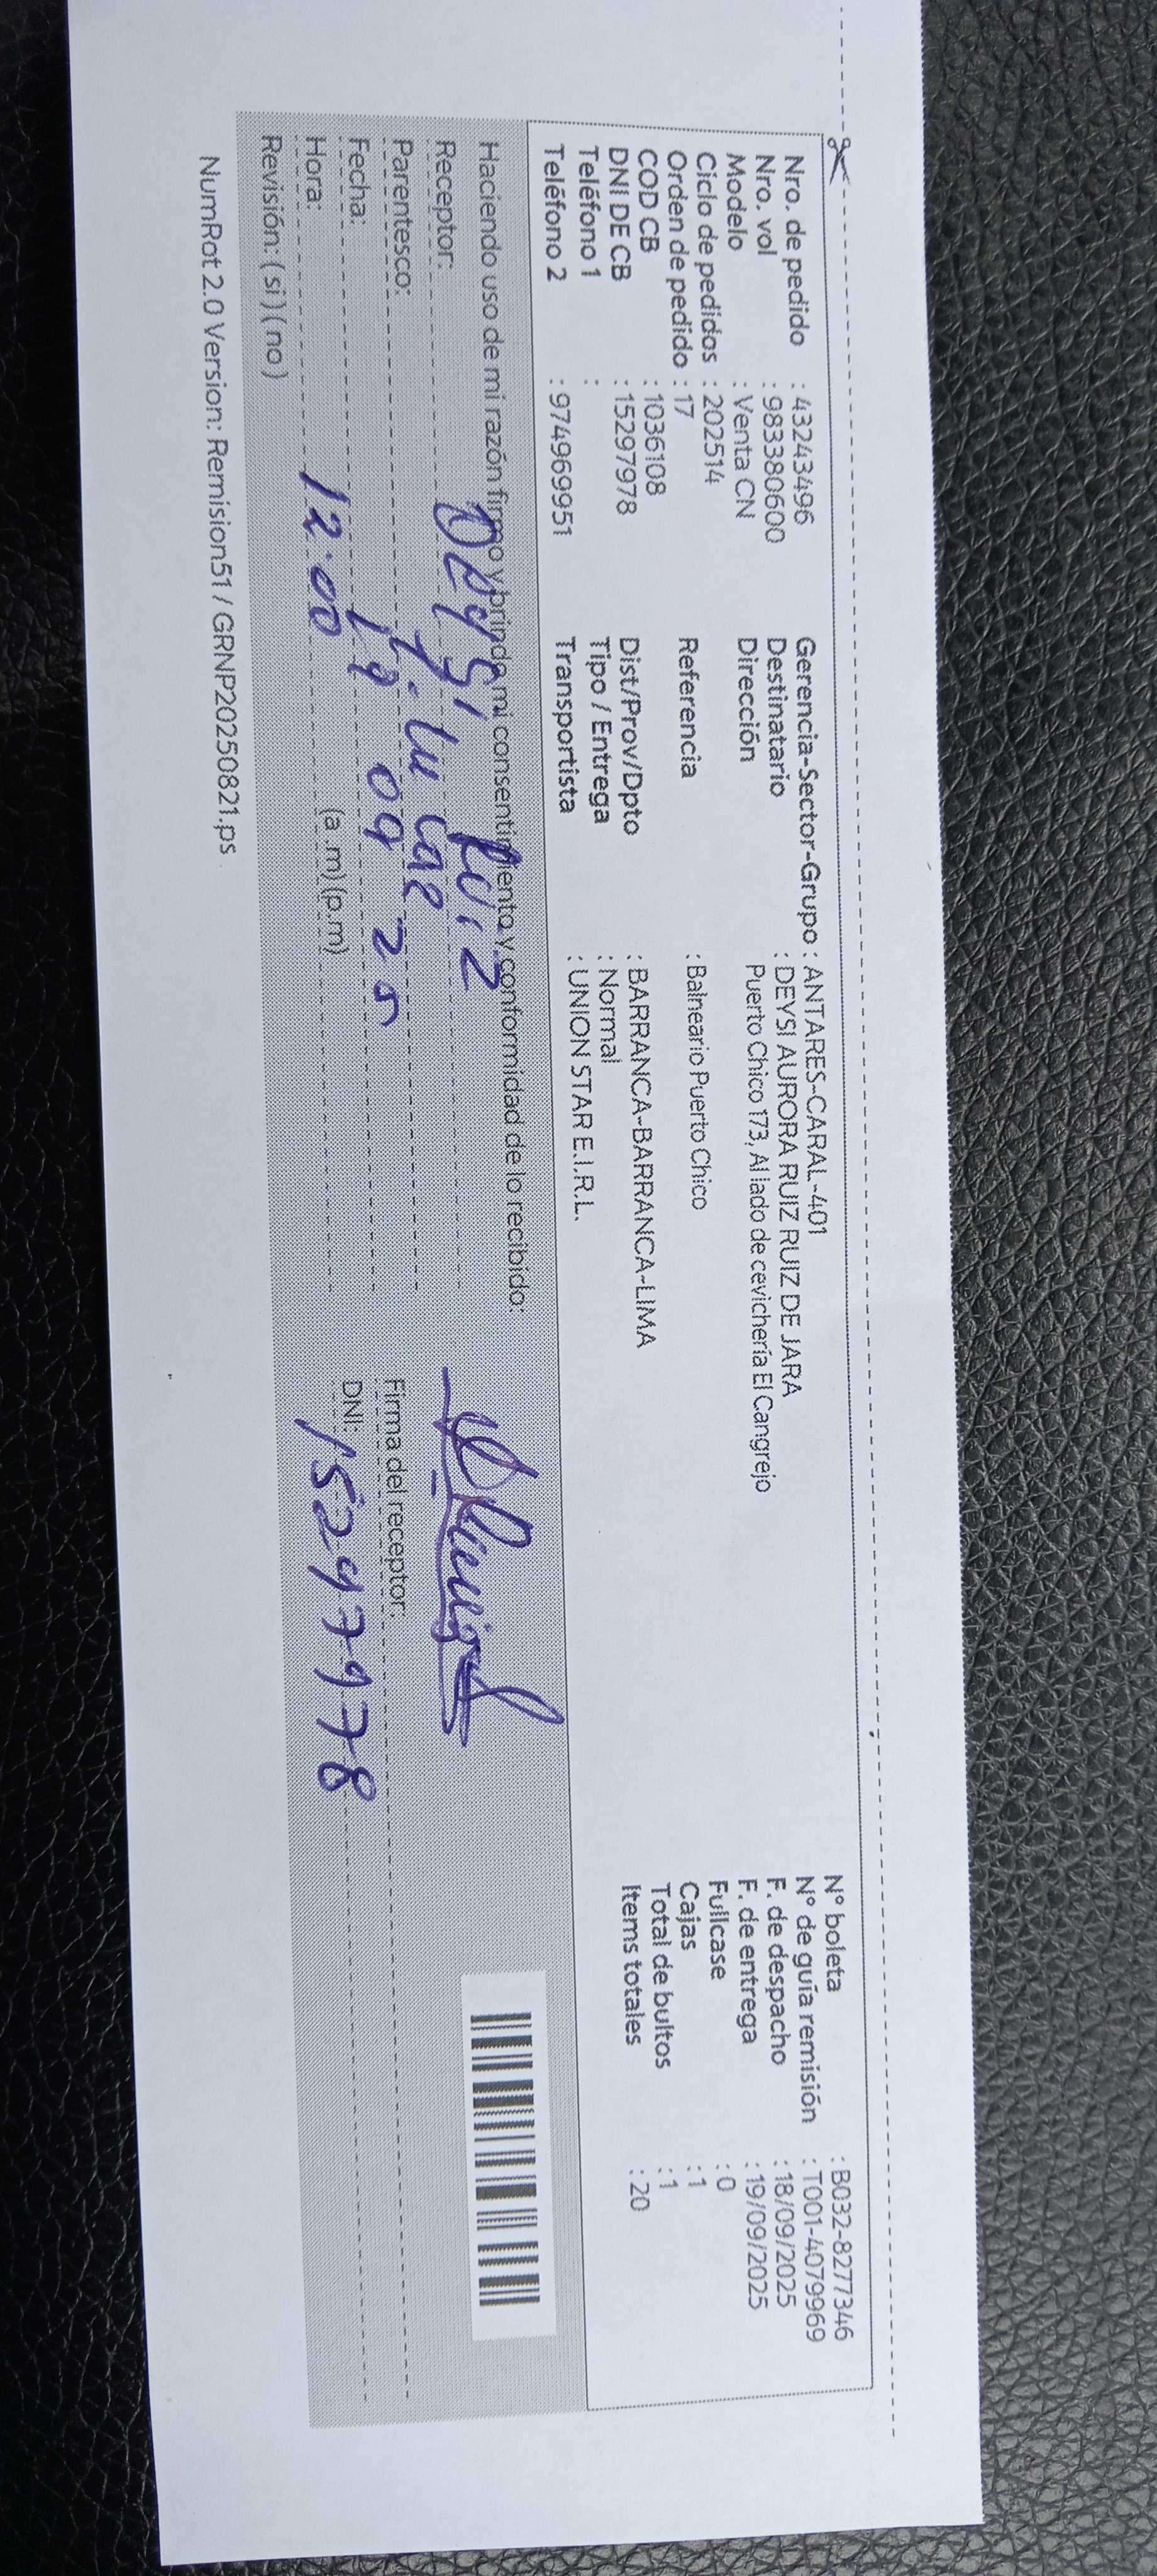 Nro. de pedido : 43243496
Nro. vol : 983380600
Modelo : Venta CN
Ciclo de pedidos : 202514
Orden de pedido : 17
COD CB : 1036108
DNI DE CB : 15297978
Teléfono 1 :
Teléfono 2 : 974969951
Gerencia-Sector-Grupo : ANTARES-CARAL-401
Destinatario : DEYSI AURORA RUIZ RUIZ DE JARA
Dirección Puerto Chico 173, Al lado de cevichería El Cangrejo
Referencia : Balneario Puerto Chico
Dist/Prov/Dpto : BARRANCA-BARRANCA-LIMA
Tipo / Entrega : Normal
Transportista : UNION STAR E.I.R.L.
N° boleta : B032-8277346
N° de guía remisión : T001-4079969
F. de despacho : 18/09/2025
F. de entrega : 19/09/2025
Fullcase : 0
Cajas : 1
Total de bultos : 1
Items totales : 20
Haciendo uso de mi razón firmo y brindo mi consentimiento y conformidad de lo recibido:
Receptor: Deysi Ruiz
Parentesco:
Fecha: 19 09 25
Hora: 12:00 (a.m)(p.m)
Revisión: (si)(no)
Firma del receptor:
DNI: 15297978
NumRot 2.0 Version: Remision51 / GRNP20250821.ps